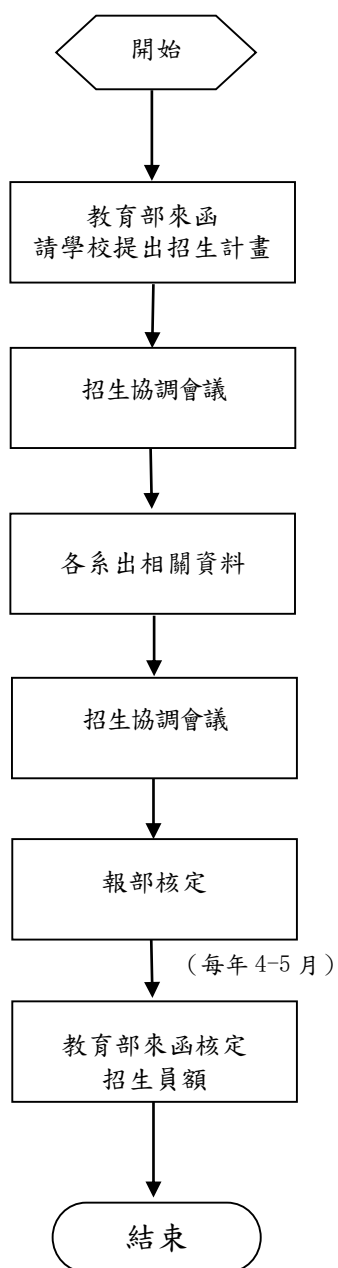 開始
教育部來函
請學校提出招生計畫
招生協調會議
各系出相關資料
招生協調會議
報部核定
（每年 4-5 月）
教育部來函核定
招生員額
結束